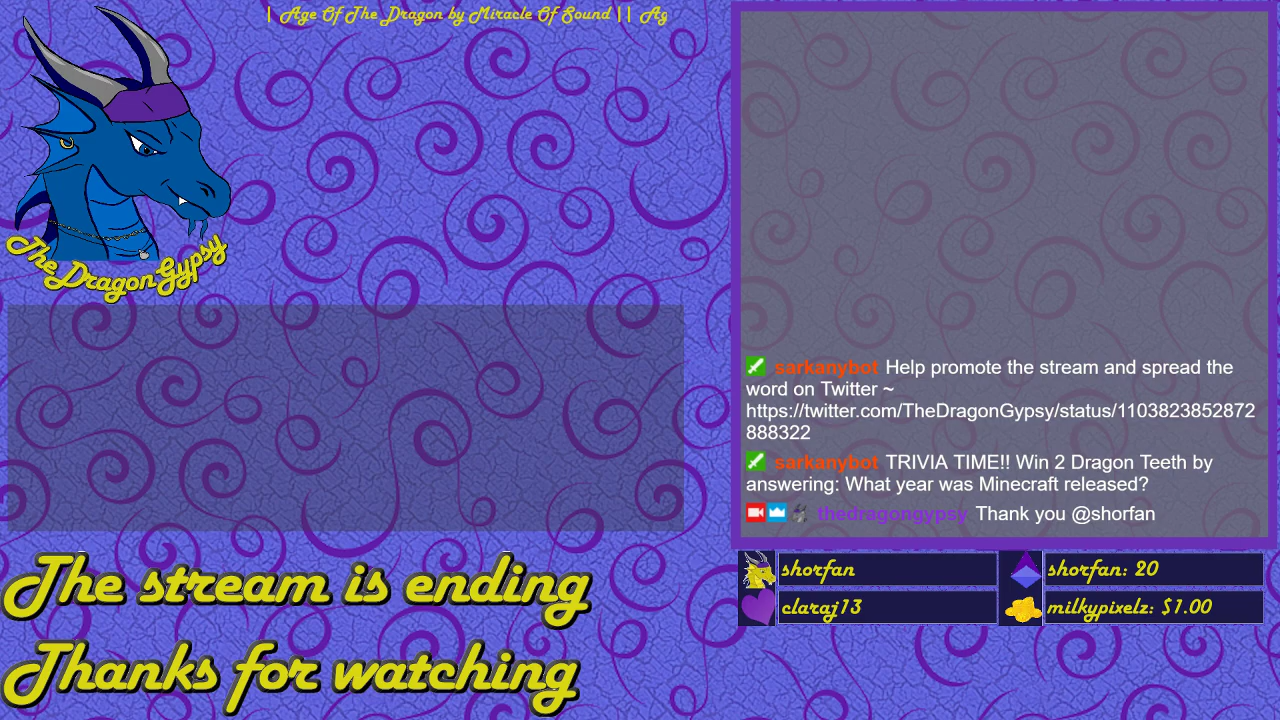 | Age Of The Dragon by Miracle Of Sound || Ag
TheDragonGypsy
sarkanybot Help promote the stream and spread the
word on Twitter ~
https://twitter.com/TheDragonGypsy/status/1103823852872
888322
sarkanybot TRIVIA TIME!! Win 2 Dragon Teeth by
answering: What year was Minecraft released?
thedragongypsy Thank you @shorfan
shorfan
shorfan: 20
claraj13
milkypixelz: $1.00
The stream is ending
Thanks for watching